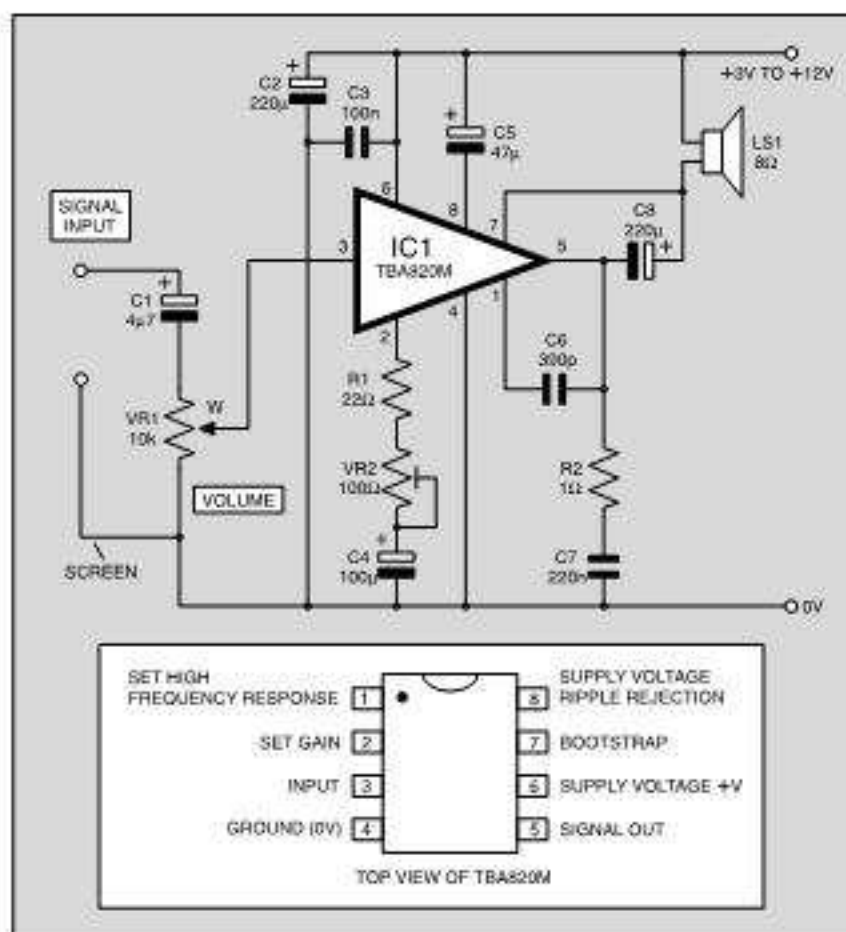 C2
220µ
C3
100n
+
+3V TO +12V
C5
47µ
+
LS1
8Ω
SIGNAL
INPUT
6
8
7
C8
220µ
+
3
IC1
TBA820M
5
C1
4µ7
+
2
4
1
C6
390p
R1
22Ω
VR1
10k
W
VR2
100Ω
R2
1Ω
VOLUME
+
C4
100µ
C7
220n
SCREEN
0V
SET HIGH
FREQUENCY RESPONSE
1
8
SUPPLY VOLTAGE
RIPPLE REJECTION
SET GAIN
2
7
BOOTSTRAP
INPUT
3
6
SUPPLY VOLTAGE +V
GROUND (0V)
4
5
SIGNAL OUT
TOP VIEW OF TBA820M